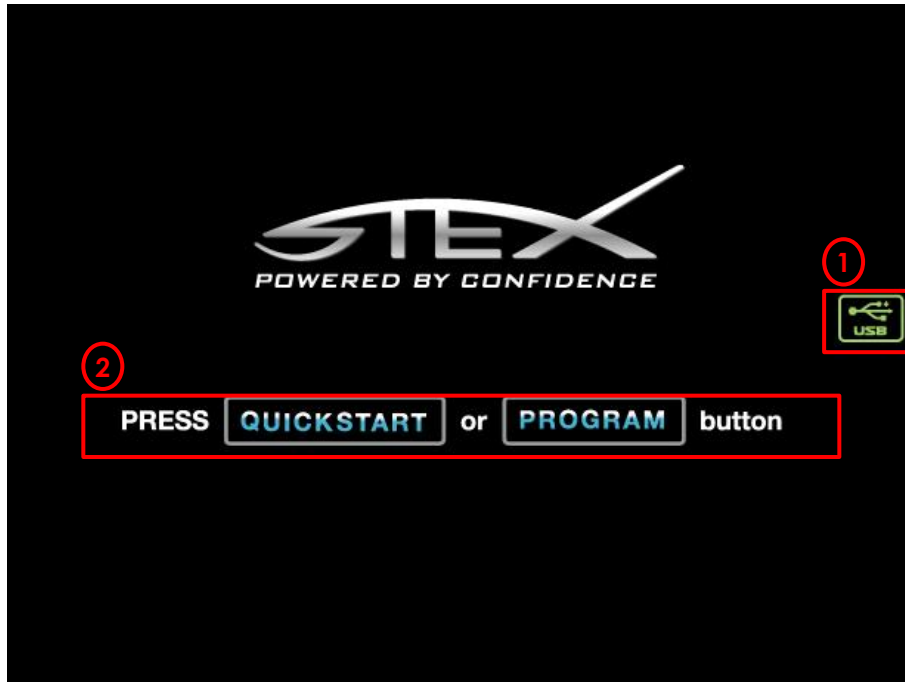 STEX
POWERED BY CONFIDENCE
1
USB
2
PRESS QUICKSTART or PROGRAM button